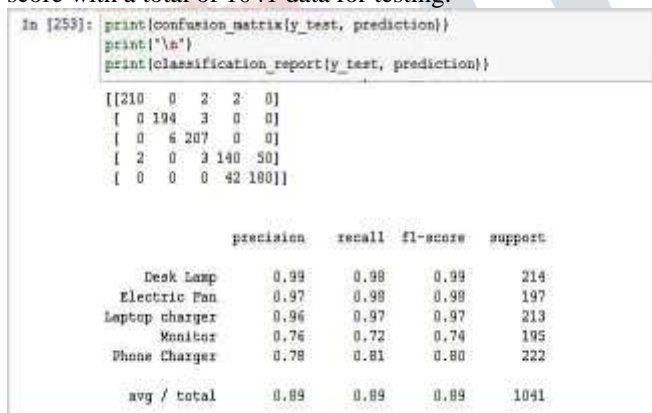 score with a total of 1041 data for testing.
In [253]: print(confusion_matrix(y_test, prediction))
print("\n")
print(classification_report(y_test, prediction))
[[210 0 2 2 0]
[ 0 194 3 0 0]
[ 0 6 207 0 0]
[ 2 0 3 140 50]
[ 0 0 0 42 180]]
precision recall f1-score support
Desk Lamp 0.99 0.98 0.99 214
Electric Fan 0.97 0.98 0.98 197
Laptop charger 0.96 0.97 0.97 213
Monitor 0.76 0.72 0.74 195
Phone Charger 0.78 0.81 0.80 222
avg / total 0.89 0.89 0.89 1041